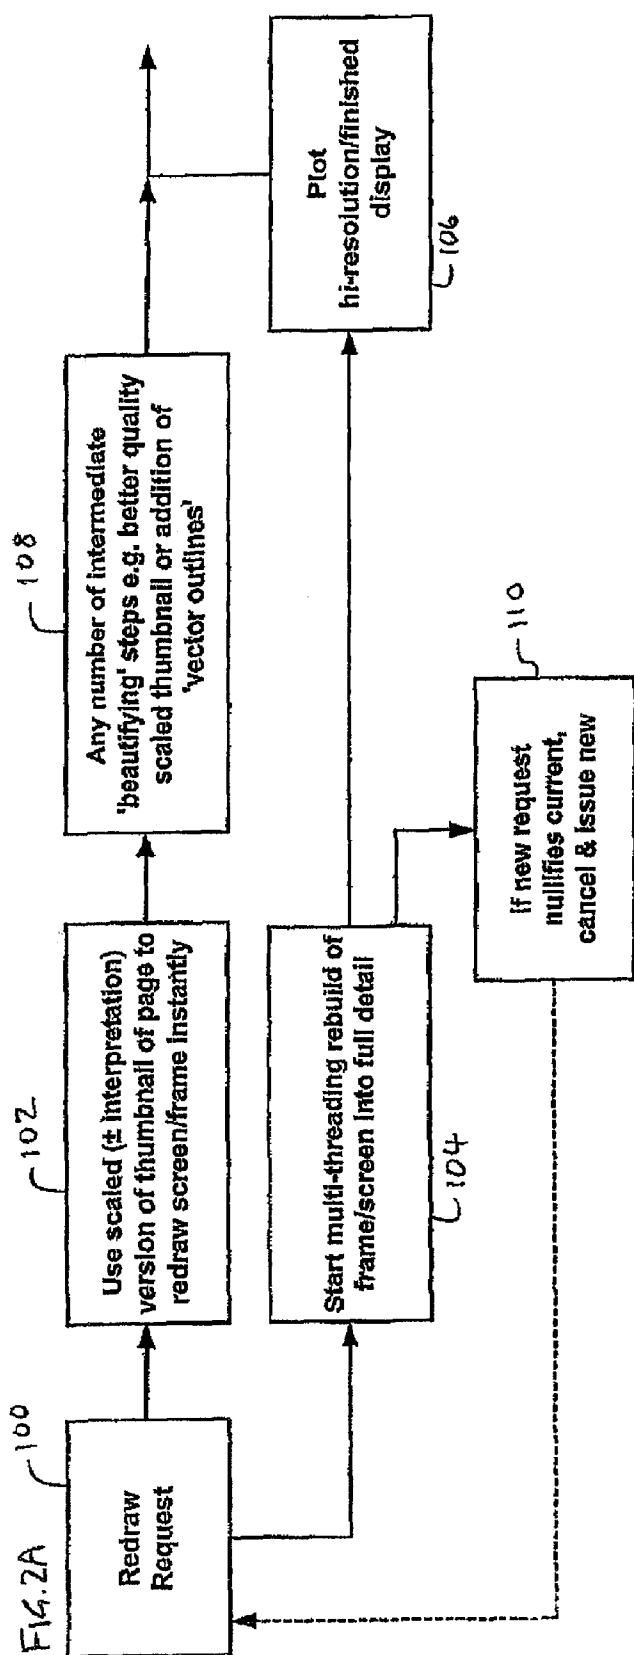 FIG. 2A
100
Redraw
Request
102
Use scaled (± interpretation)
version of thumbnail of page to
redraw screen/frame instantly
108
Any number of intermediate
'beautifying' steps e.g. better quality
scaled thumbnail or addition of
'vector outlines'
Start multi-threading rebuild of
frame/screen into full detail
104
Plot
hi-resolution/finished
display
106
110
If new request
nullifies current,
cancel & issue new